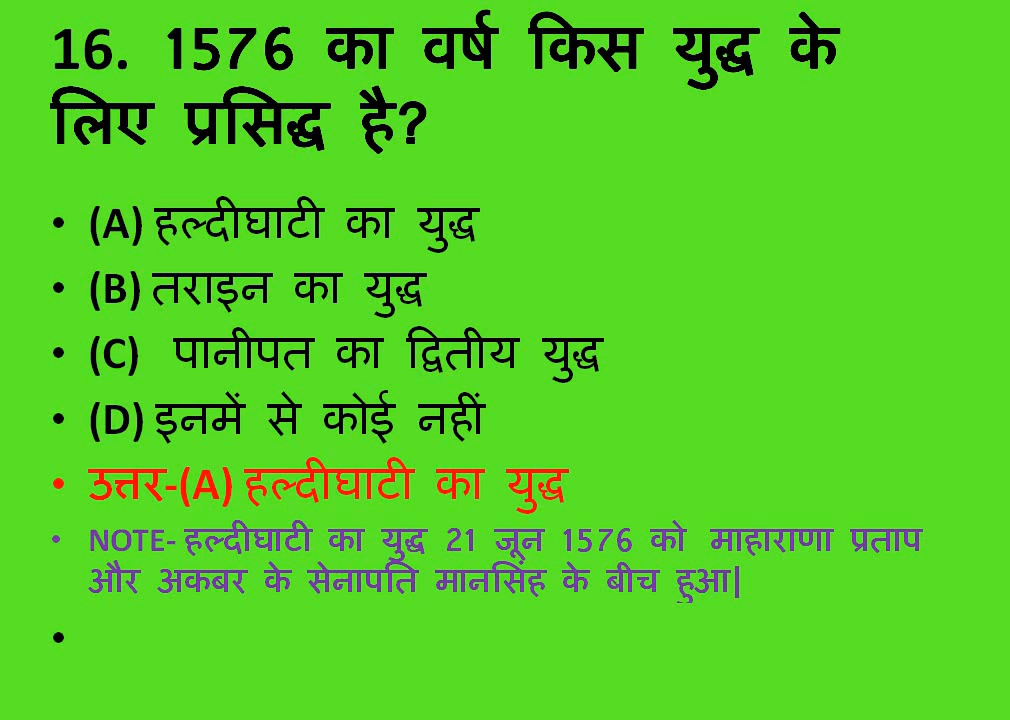 16. 1576 का वर्ष किस युद्ध के
लिए प्रसिद्ध है?
• (A) हल्दीघाटी का युद्ध
• (B) तराइन का युद्ध
• (C) पानीपत का द्वितीय युद्ध
• (D) इनमें से कोई नहीं
• उत्तर-(A) हल्दीघाटी का युद्ध
• NOTE- हल्दीघाटी का युद्ध 21 जून 1576 को माहाराणा प्रताप
और अकबर के सेनापति मानसिंह के बीच हुआ|
•